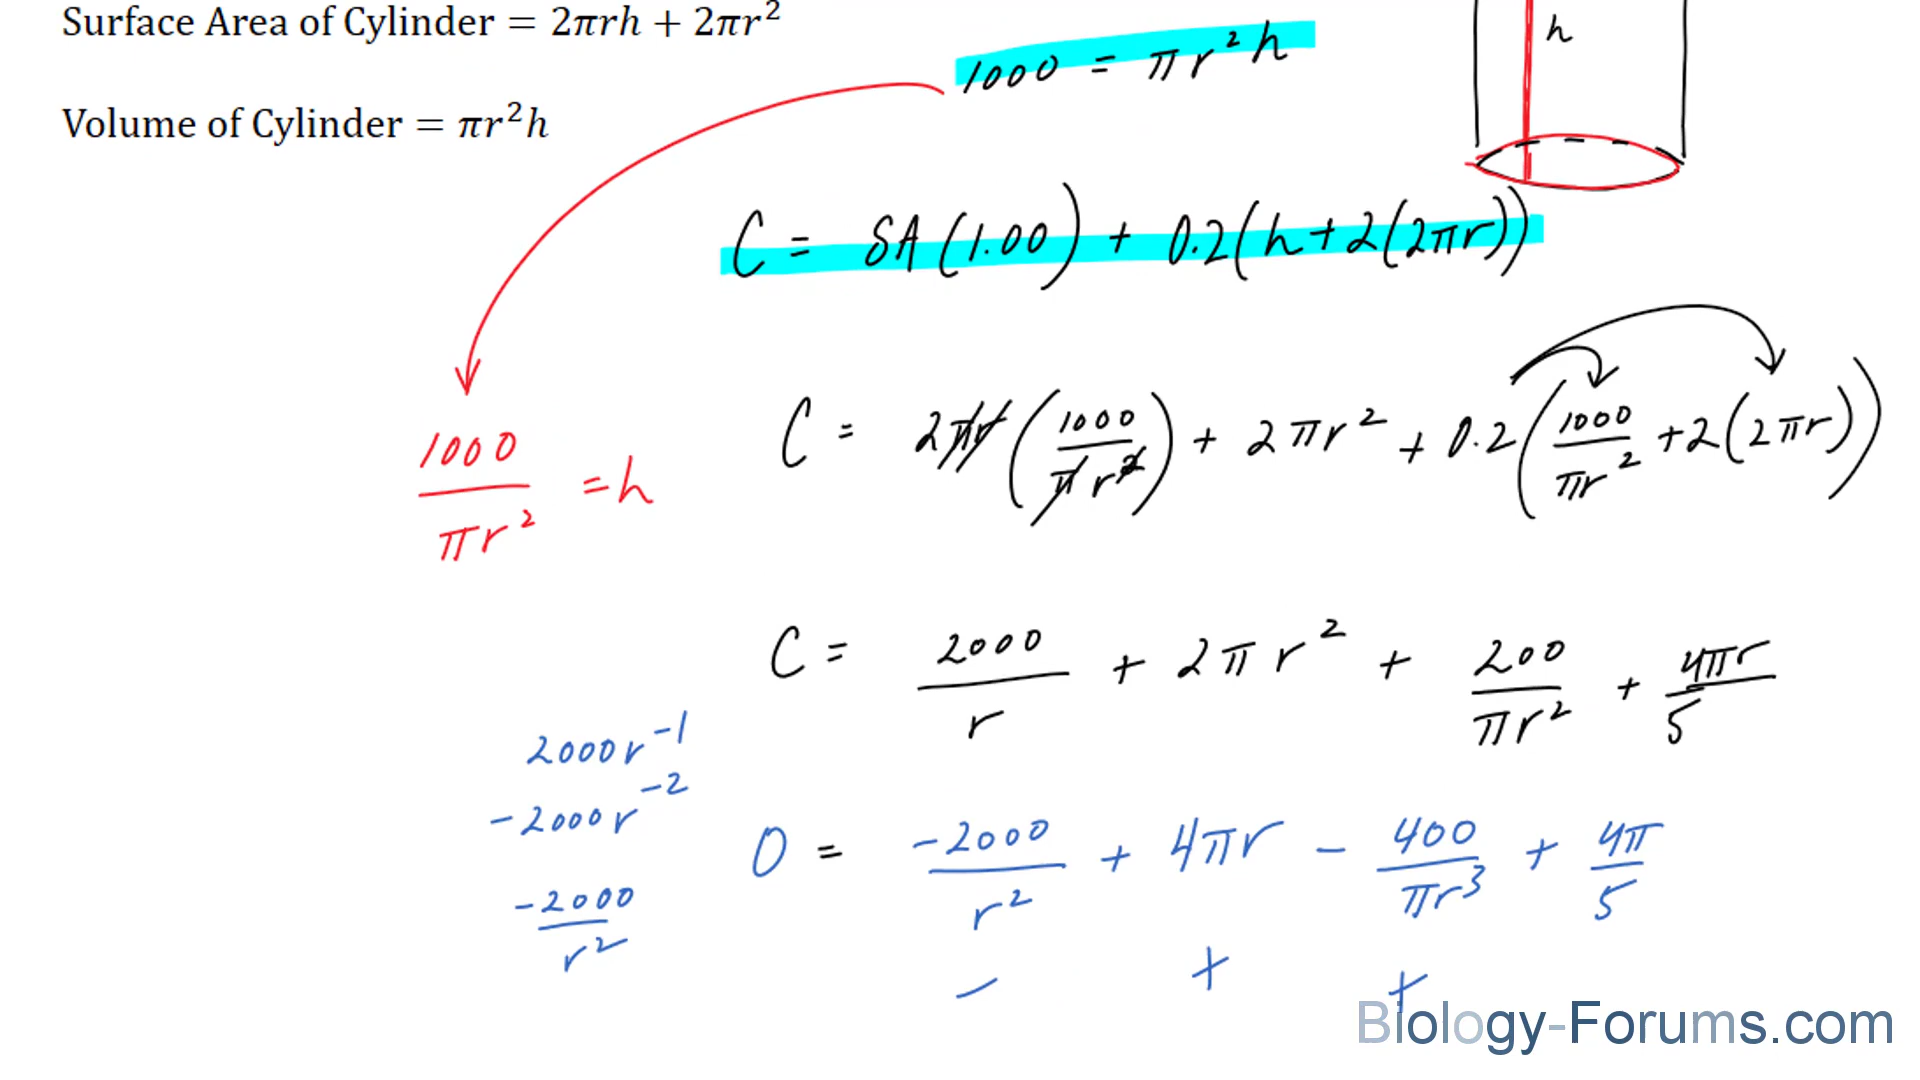 Surface Area of Cylinder = 2πrh + 2πr²
1000 = πr²h
h
Volume of Cylinder = πr²h
C = SA(1.00) + 0.2(h+2(2πr))
C = 2πr(1000/πr²) + 2πr² + 0.2(1000/πr² + 2(2πr))
1000/πr² = h
C = 2000/r + 2πr² + 200/πr² + 4πr/5
2000r⁻¹
-2000r⁻²
0 = -2000/r² + 4πr - 400/πr³ + 4π/5
-2000/r²
- + +
Biology-Forums.com